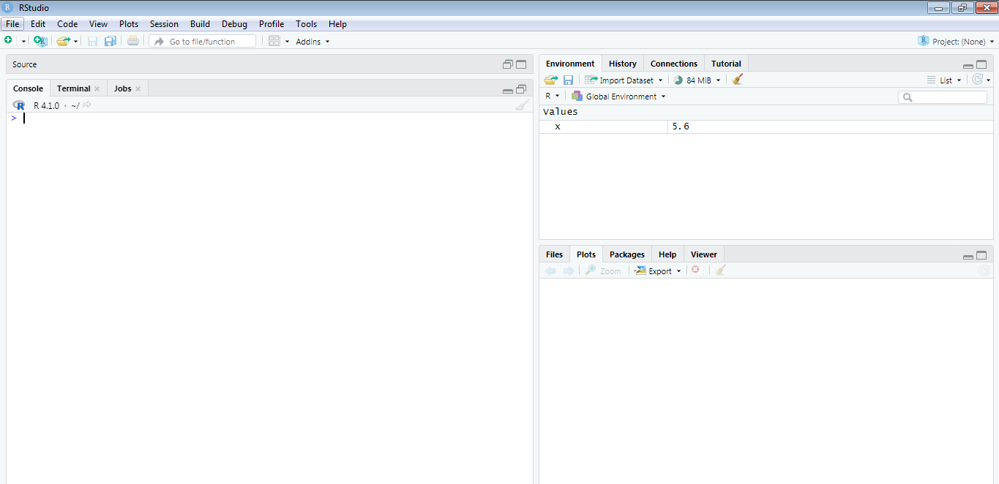 R RStudio
File Edit Code View Plots Session Build Debug Profile Tools Help
Go to file/function Addins R Project: (None)
Source
Console Terminal Jobs
R R 4.1.0 · ~/
>
Environment History Connections Tutorial
Import Dataset 84 MiB List
R Global Environment
Values
x 5.6
Files Plots Packages Help Viewer
Zoom Export